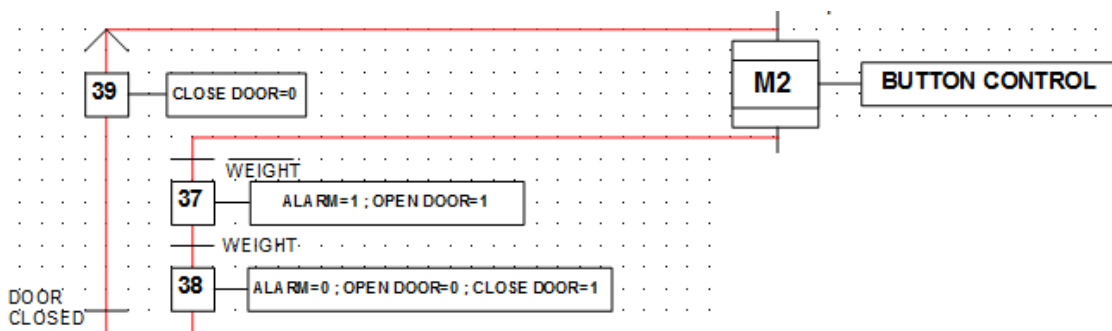 M2
BUTTON CONTROL
39
CLOSE DOOR=0
WEIGHT
37
ALARM=1 ; OPEN DOOR=1
WEIGHT
38
ALARM=0 ; OPEN DOOR=0 ; CLOSE DOOR=1
DOOR
CLOSED